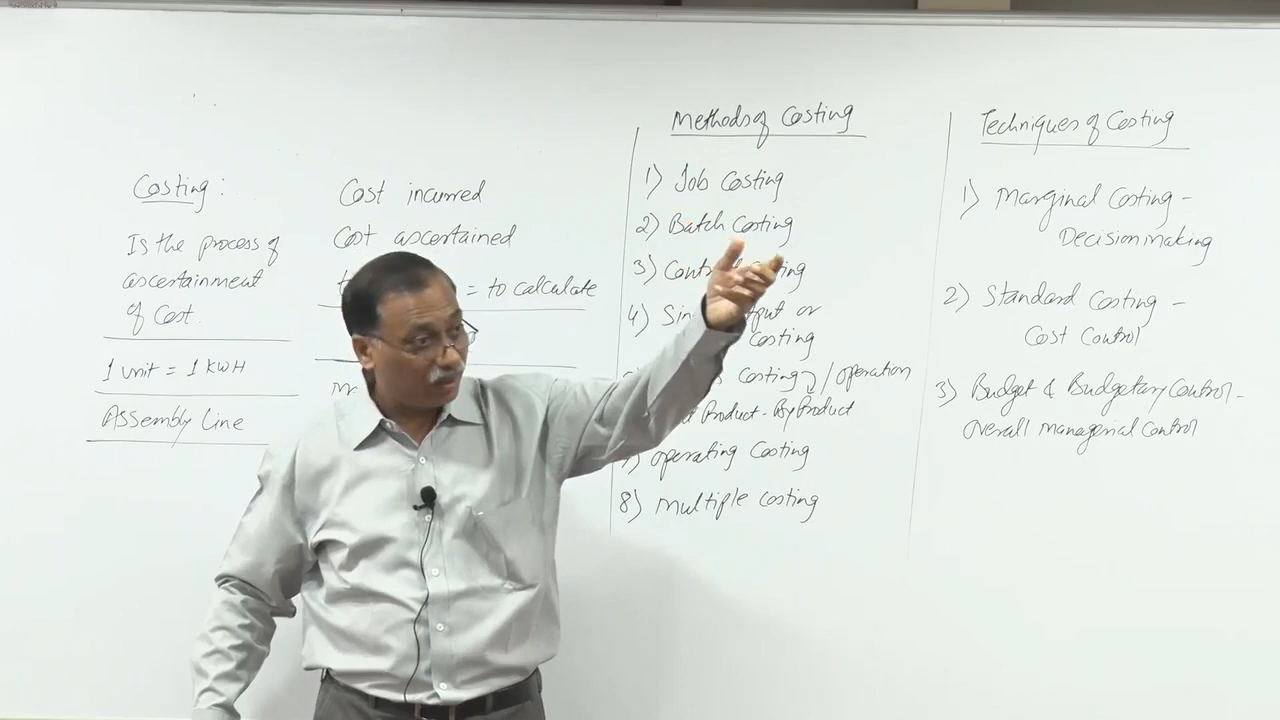 Costing :
Is the process of
ascertainment
of Cost.
1 unit = 1 KWH
Assembly Line
Cost incurred
Cost ascertained
= to calculate
Methods of Costing
1) Job Costing
2) Batch Costing
3)
4) or
Costing
Costing / operation
Product - By Product
operating Costing
8) Multiple Costing
Techniques of Costing
1) Marginal Costing -
Decision making
2) Standard Costing -
Cost Control
3) Budget & Budgetary Control -
overall managerial Control